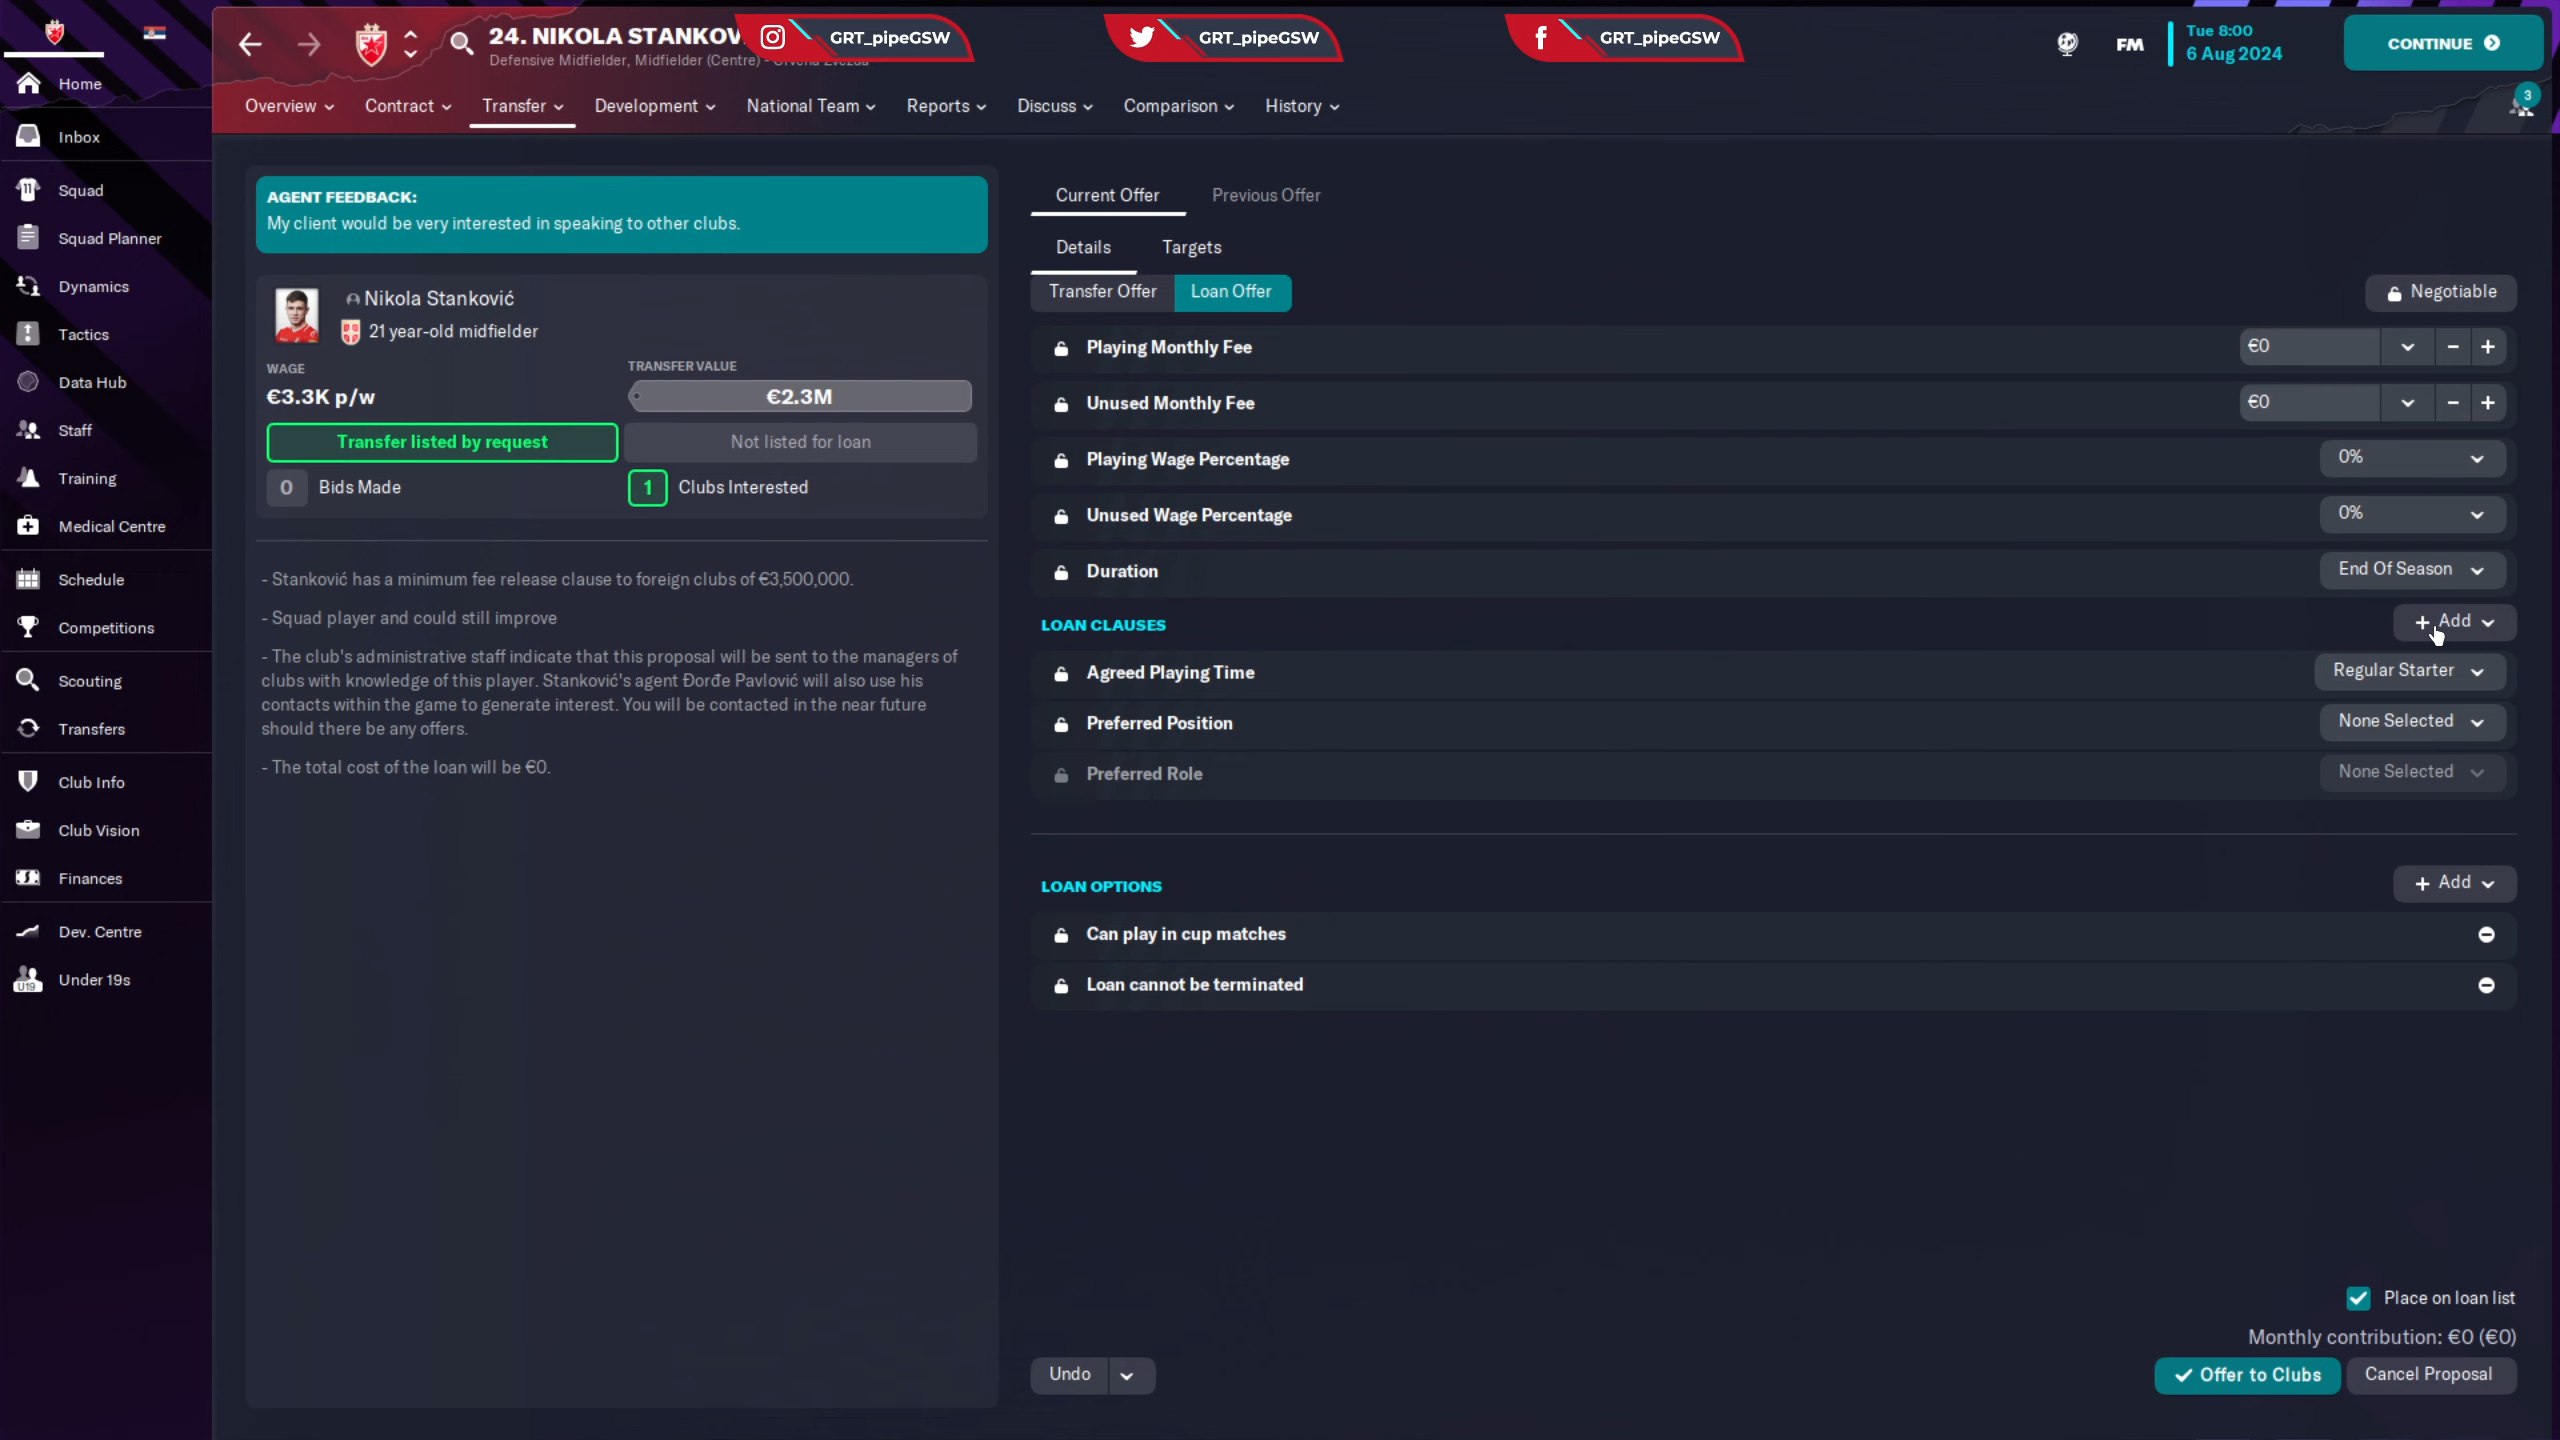 24. NIKOLA STANKOV
Defensive Midfielder, Midfielder (Centre) -
GRT_pipeGSW
GRT_pipeGSW
GRT_pipeGSW
FM
Tue 8:00
6 Aug 2024
CONTINUE
Overview
Contract
Transfer
Development
National Team
Reports
Discuss
Comparison
History
3
Home
Inbox
Squad
Squad Planner
Dynamics
Tactics
Data Hub
Staff
Training
Medical Centre
Schedule
Competitions
Scouting
Transfers
Club Info
Club Vision
Finances
Dev. Centre
U19
Under 19s
AGENT FEEDBACK:
My client would be very interested in speaking to other clubs.
Nikola Stanković
21 year-old midfielder
WAGE
€3.3K p/w
TRANSFER VALUE
€2.3M
Transfer listed by request
Not listed for loan
0 Bids Made
1 Clubs Interested
- Stanković has a minimum fee release clause to foreign clubs of €3,500,000.
- Squad player and could still improve
- The club's administrative staff indicate that this proposal will be sent to the managers of
clubs with knowledge of this player. Stanković's agent Đorđe Pavlović will also use his
contacts within the game to generate interest. You will be contacted in the near future
should there be any offers.
- The total cost of the loan will be €0.
Current Offer
Previous Offer
Details
Targets
Transfer Offer
Loan Offer
Negotiable
Playing Monthly Fee €0
Unused Monthly Fee €0
Playing Wage Percentage 0%
Unused Wage Percentage 0%
Duration End Of Season
LOAN CLAUSES + Add
Agreed Playing Time Regular Starter
Preferred Position None Selected
Preferred Role None Selected
LOAN OPTIONS + Add
Can play in cup matches
Loan cannot be terminated
Place on loan list
Monthly contribution: €0 (€0)
Undo
Offer to Clubs
Cancel Proposal